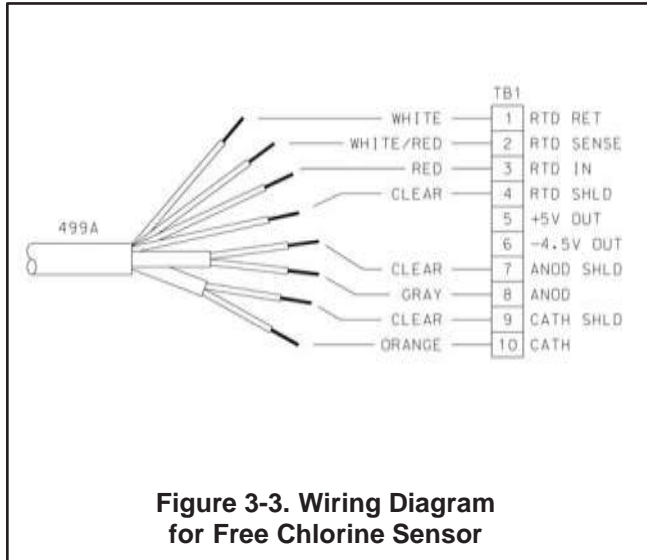 TB1
WHITE 1 RTD RET
WHITE/RED 2 RTD SENSE
RED 3 RTD IN
CLEAR 4 RTD SHLD
499A
5 +5V OUT
6 -4.5V OUT
CLEAR 7 ANOD SHLD
GRAY 8 ANOD
CLEAR 9 CATH SHLD
ORANGE 10 CATH
Figure 3-3. Wiring Diagram
for Free Chlorine Sensor